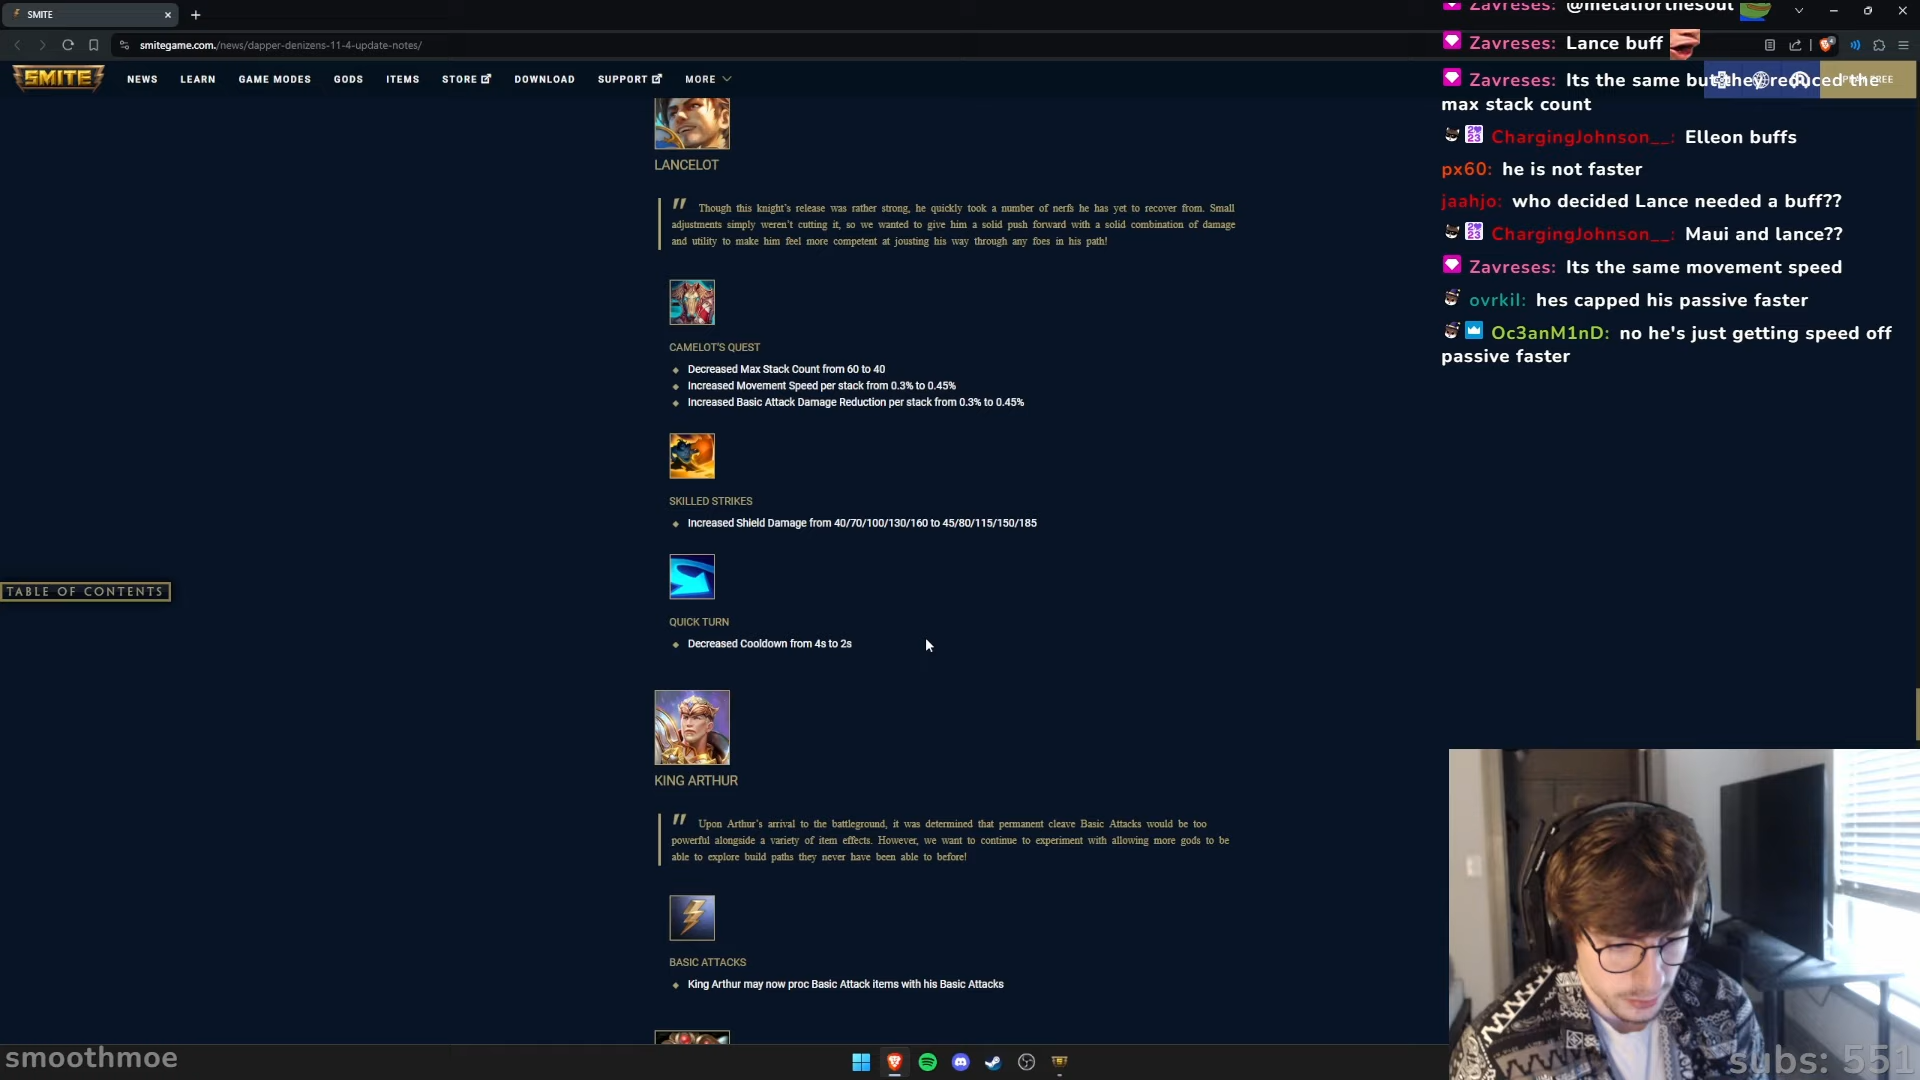 SMITE
smitegame.com/news/dapper-denizens-11-4-update-notes/
SMITE
NEWS LEARN GAME MODES GODS ITEMS STORE DOWNLOAD SUPPORT MORE
LANCELOT
" Though this knight's release was rather strong, he quickly took a number of nerfs he has yet to recover from. Small
adjustments simply weren't cutting it, so we wanted to give him a solid push forward with a solid combination of damage
and utility to make him feel more competent at jousting his way through any foes in his path!
CAMELOT'S QUEST
Decreased Max Stack Count from 60 to 40
Increased Movement Speed per stack from 0.3% to 0.45%
Increased Basic Attack Damage Reduction per stack from 0.3% to 0.45%
SKILLED STRIKES
Increased Shield Damage from 40/70/100/130/160 to 45/80/115/150/185
TABLE OF CONTENTS
QUICK TURN
Decreased Cooldown from 4s to 2s
KING ARTHUR
" Upon Arthur's arrival to the battleground, it was determined that permanent cleave Basic Attacks would be too
powerful alongside a variety of item effects. However, we want to continue to experiment with allowing more gods to be
able to explore build paths they never have been able to before!
BASIC ATTACKS
King Arthur may now proc Basic Attack items with his Basic Attacks
Zavreses: @metalforthesoul
Zavreses: Lance buff
Zavreses: Its the same but they reduced the
max stack count
ChargingJohnson__: Elleon buffs
px60: he is not faster
jaahjo: who decided Lance needed a buff??
ChargingJohnson__: Maui and lance??
Zavreses: Its the same movement speed
ovrkil: hes capped his passive faster
Oc3anM1nD: no he's just getting speed off
passive faster
smoothmoe
subs: 551